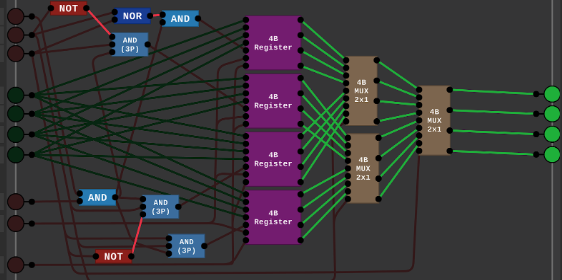 NOT
NOR
AND
AND
(3P)
4B
Register
4B
Register
4B
Register
4B
Register
4B
MUX
2x1
4B
MUX
2x1
4B
MUX
2x1
AND
AND
(3P)
AND
(3P)
NOT